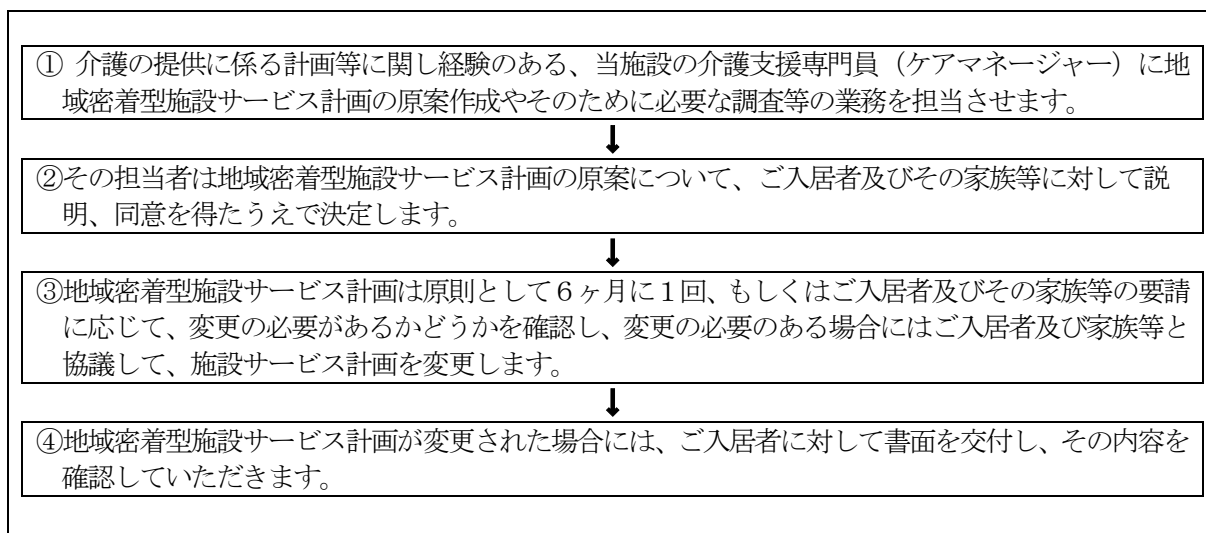 ① 介護の提供に係る計画等に関し経験のある、当施設の介護支援専門員（ケアマネージャー）に地
域密着型施設サービス計画の原案作成やそのために必要な調査等の業務を担当させます。
②その担当者は地域密着型施設サービス計画の原案について、ご入居者及びその家族等に対して説
明、同意を得たうえで決定します。
③地域密着型施設サービス計画は原則として６ヶ月に１回、もしくはご入居者及びその家族等の要請
に応じて、変更の必要があるかどうかを確認し、変更の必要のある場合にはご入居者及び家族等と
協議して、施設サービス計画を変更します。
④地域密着型施設サービス計画が変更された場合には、ご入居者に対して書面を交付し、その内容を
確認していただきます。